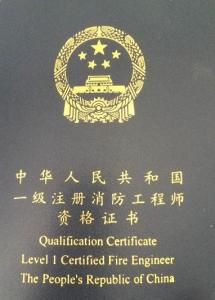 中华人民共和国
一级注册消防工程师
资格证书
Qualification Certificate
Level 1 Certified Fire Engineer
The People's Republic of China